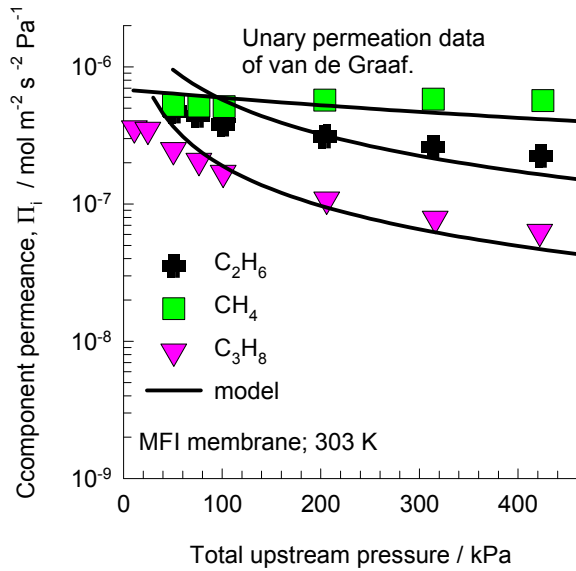 Unary permeation data
of van de Graaf.
Ccomponent permeance, Πᵢ / mol m⁻² s⁻² Pa⁻¹
10⁻⁶
10⁻⁷
10⁻⁸
10⁻⁹
C₂H₆
CH₄
C₃H₈
model
MFI membrane; 303 K
0 100 200 300 400
Total upstream pressure / kPa